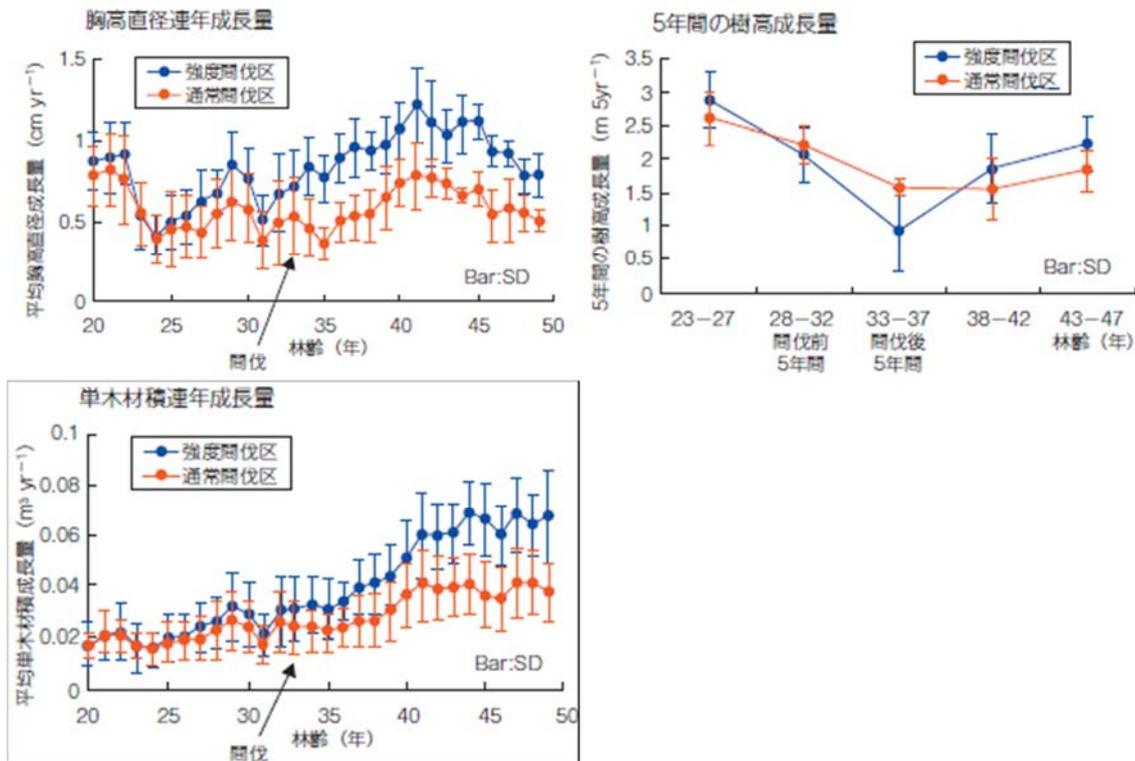 胸高直径連年成長量
平均胸高直径成長量 (cm yr⁻¹)
1.5
1
0.5
0
強度間伐区
通常間伐区
Bar:SD
20 25 30 35 40 45 50
林齢 (年)
間伐
5年間の樹高成長量
5年間の樹高成長量 (m 5yr⁻¹)
3.5
3
2.5
2
1.5
1
0.5
0
強度間伐区
通常間伐区
Bar:SD
23−27 28−32 33−37 38−42 43−47
間伐前 間伐後 林齢 (年)
5年間 5年間
単木材積連年成長量
平均単木材積成長量 (m³ yr⁻¹)
0.1
0.08
0.06
0.04
0.02
0
強度間伐区
通常間伐区
Bar:SD
20 25 30 35 40 45 50
林齢 (年)
間伐